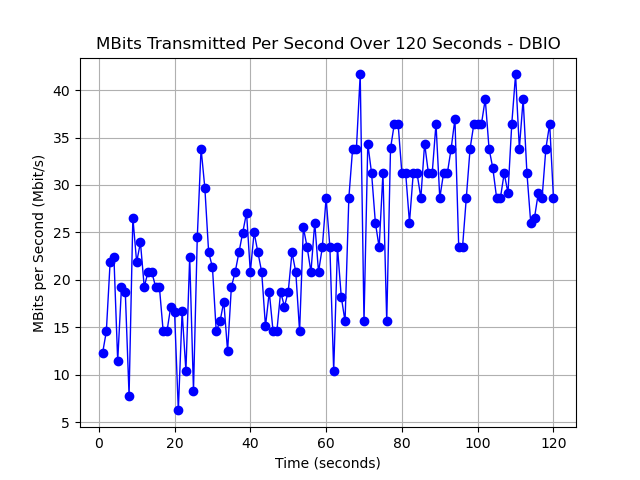 MBits Transmitted Per Second Over 120 Seconds - DBIO
MBits per Second (Mbit/s)
40
35
30
25
20
15
10
5
0 20 40 60 80 100 120
Time (seconds)